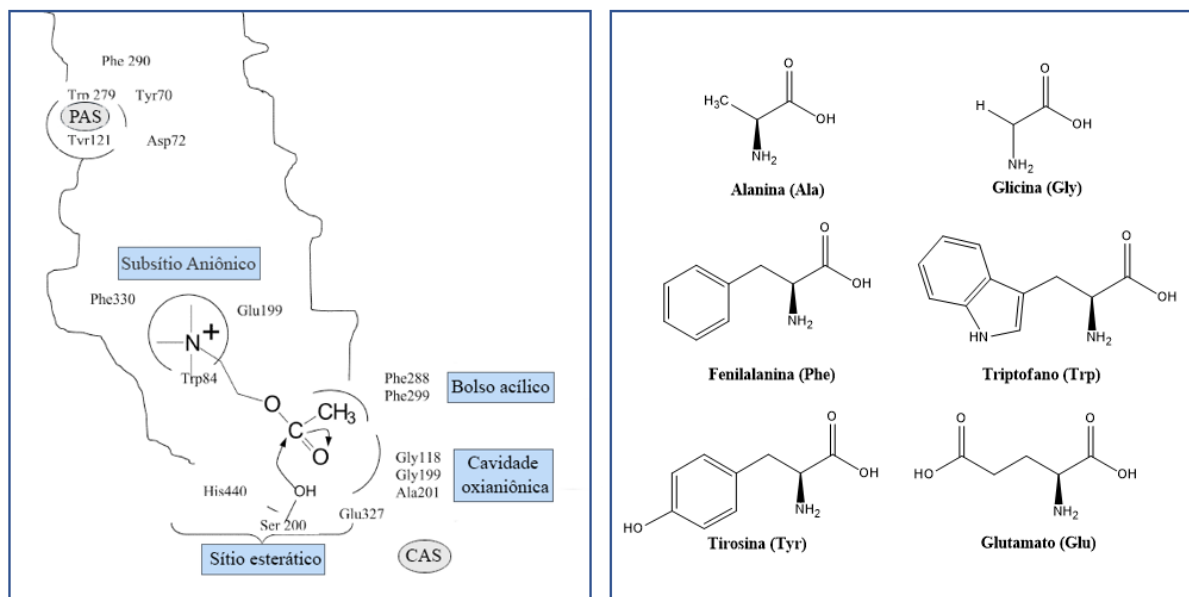 Phe 290
Trp 279 Tyr70
PAS
Tyr121 Asp72
Subsítio Aniônico
Phe330
Glu199
N+
Trp84
O
C
CH3
O
Phe288
Phe299
Bolso acílico
Gly118
Gly199
Ala201
Cavidade
oxianiônica
His440
OH
Glu327
Ser 200
Sítio esterático
CAS
O
H3C
OH
NH2
Alanina (Ala)
O
H
OH
NH2
Glicina (Gly)
O
OH
NH2
Fenilalanina (Phe)
O
OH
HN
NH2
Triptofano (Trp)
O
OH
NH2
HO
Tirosina (Tyr)
O
O
HO
OH
NH2
Glutamato (Glu)